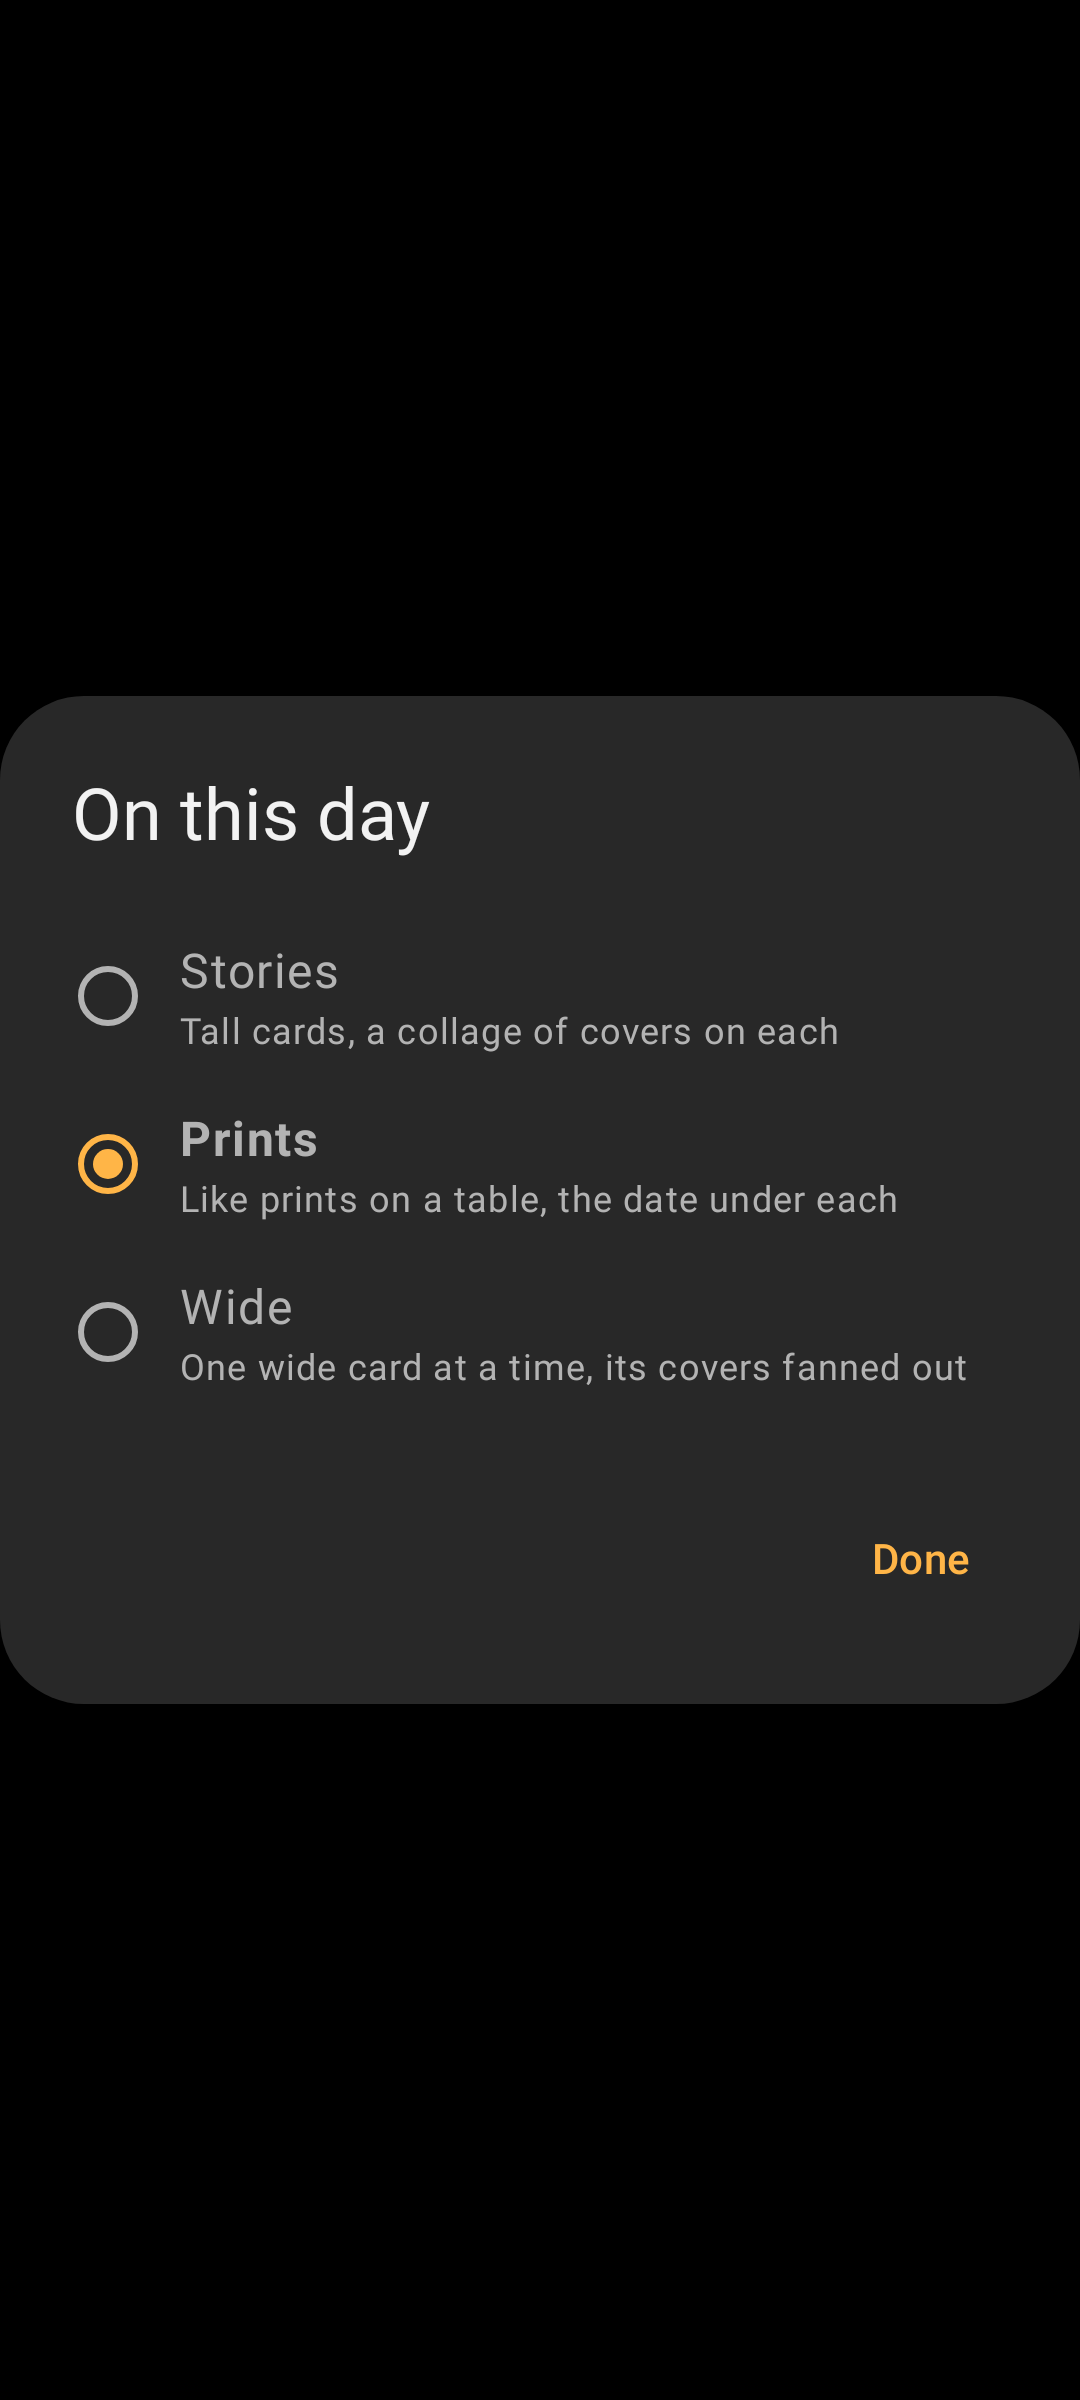 On this day
Stories
Tall cards, a collage of covers on each
Prints
Like prints on a table, the date under each
Wide
One wide card at a time, its covers fanned out
Done